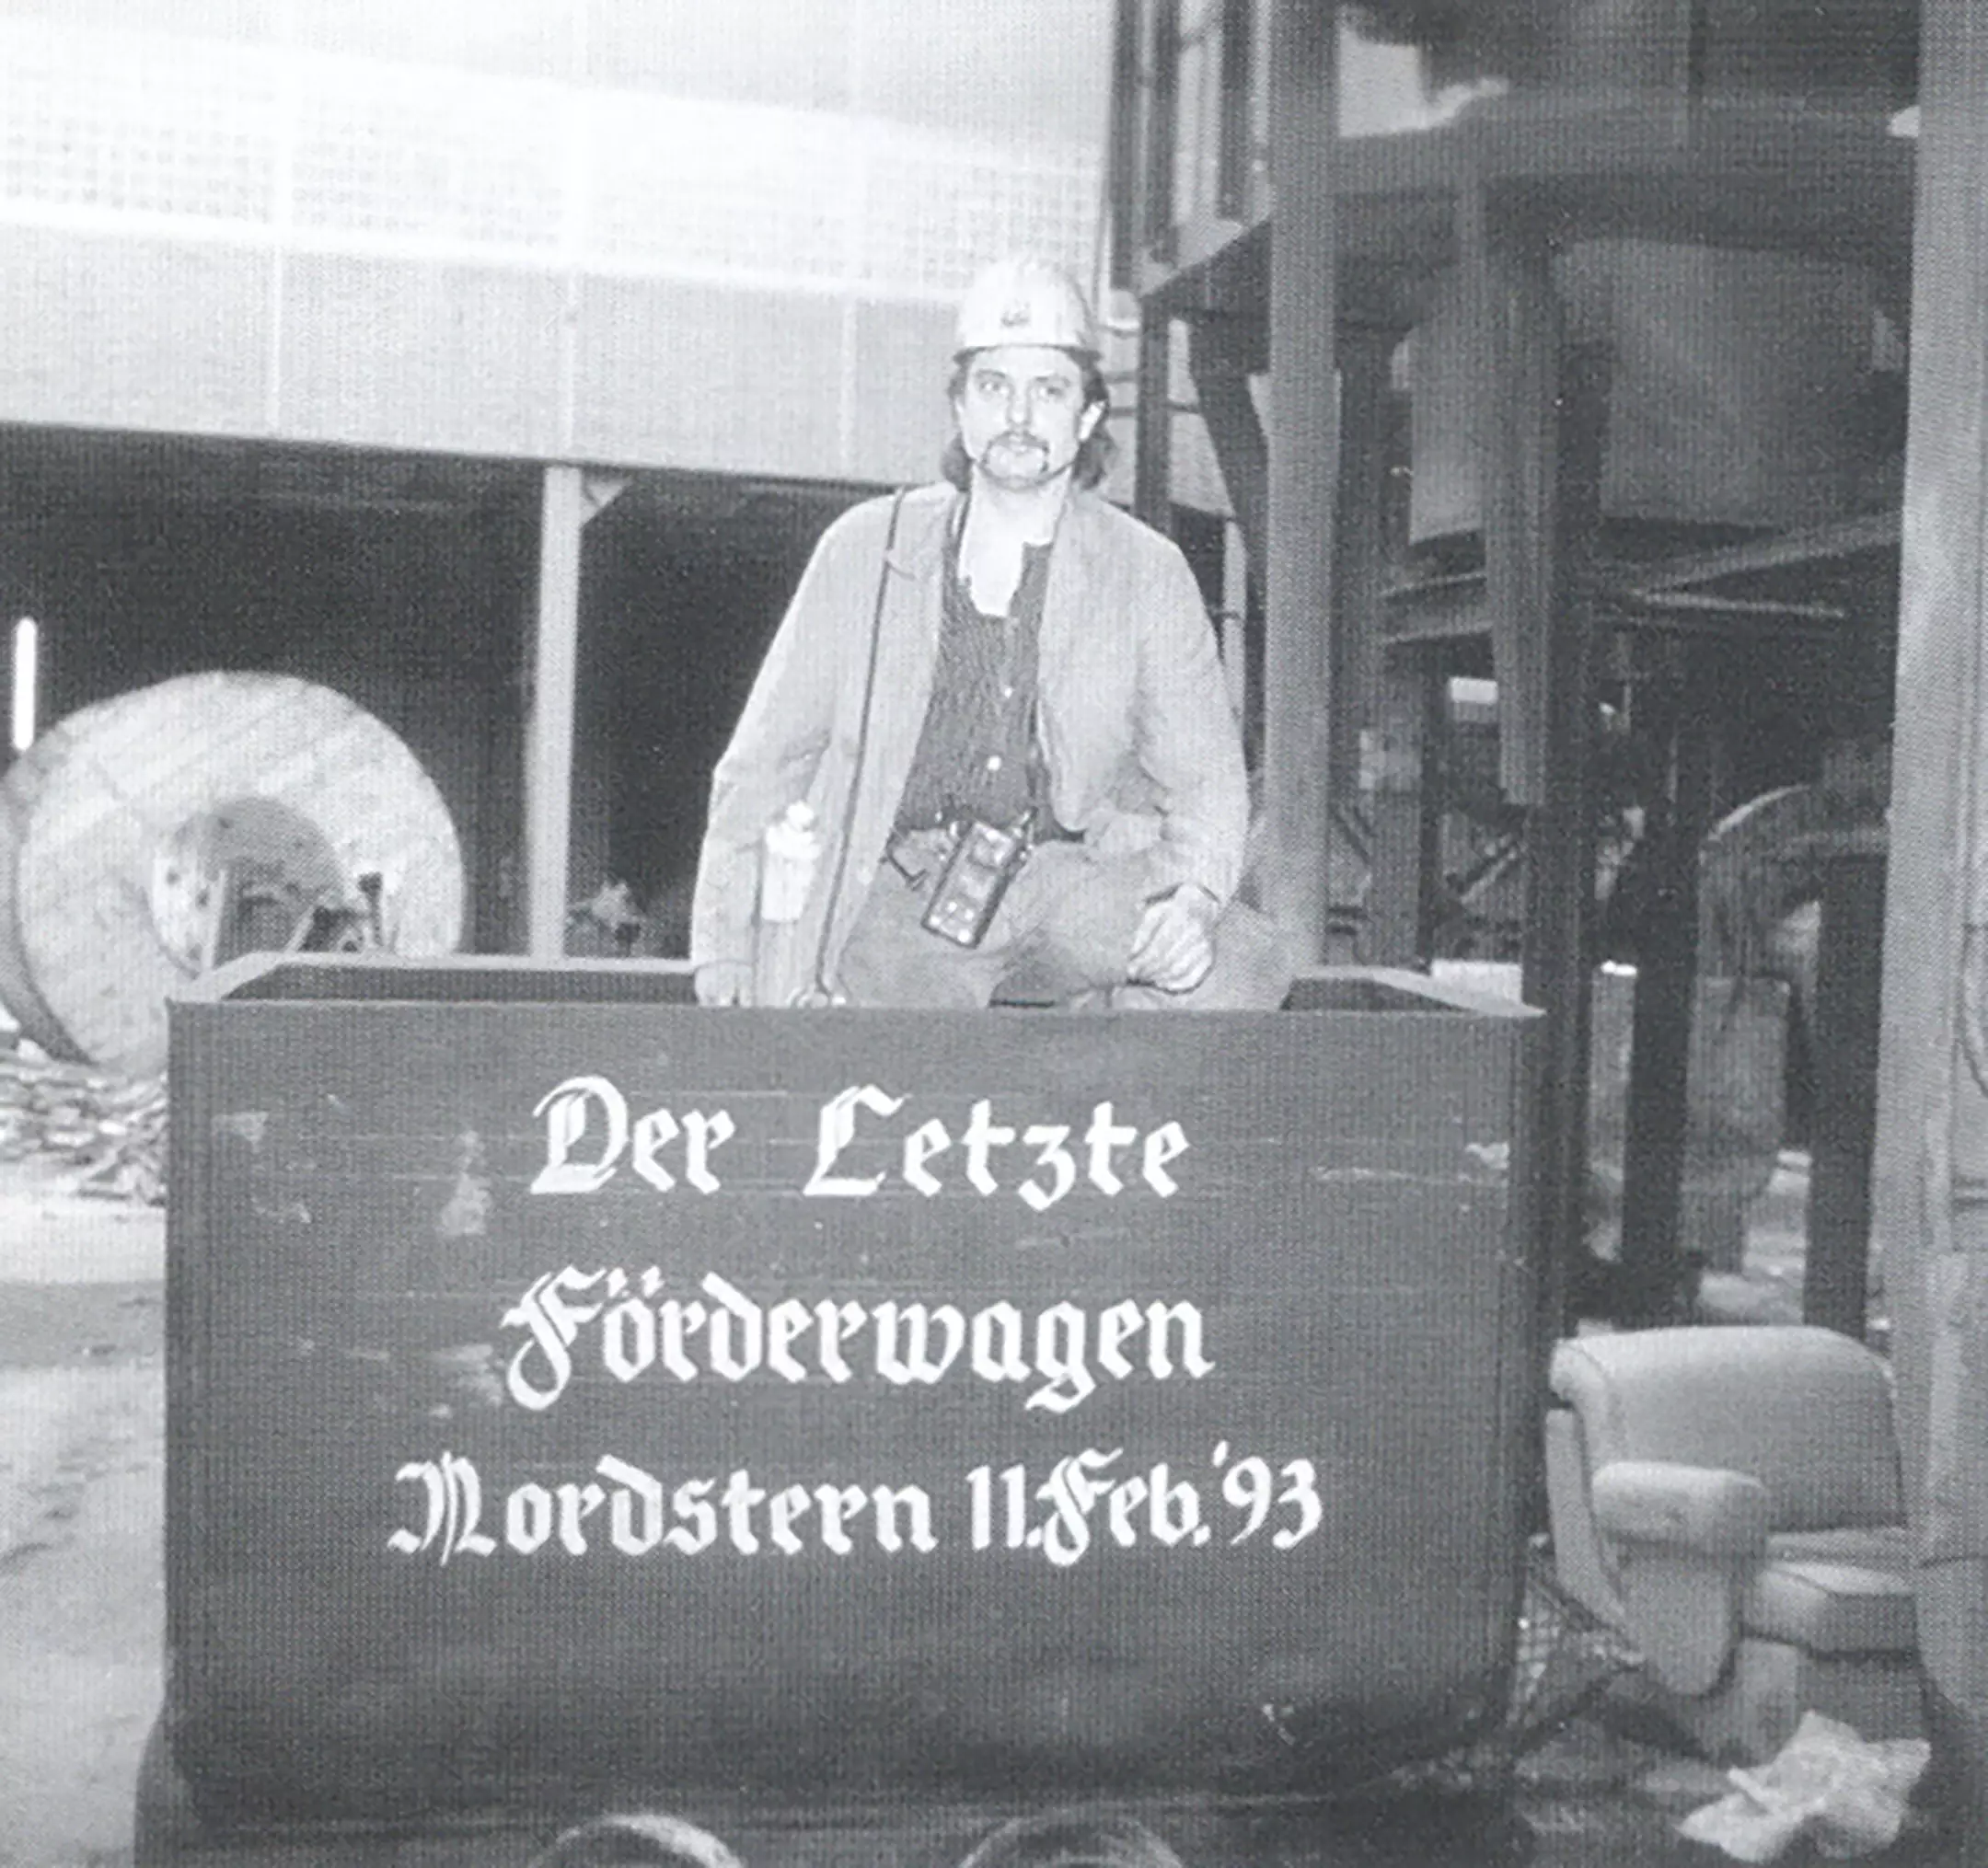 Der Letzte
Förderwagen
Nordstern 11.Feb.'93